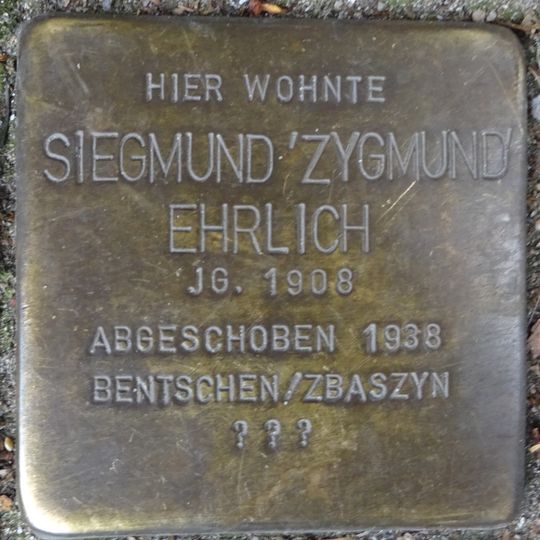 HIER WOHNTE
SIEGMUND 'ZYGMUND'
EHRLICH
JG. 1908
ABGESCHOBEN 1938
BENTSCHEN/ZBASZYN
? ? ?